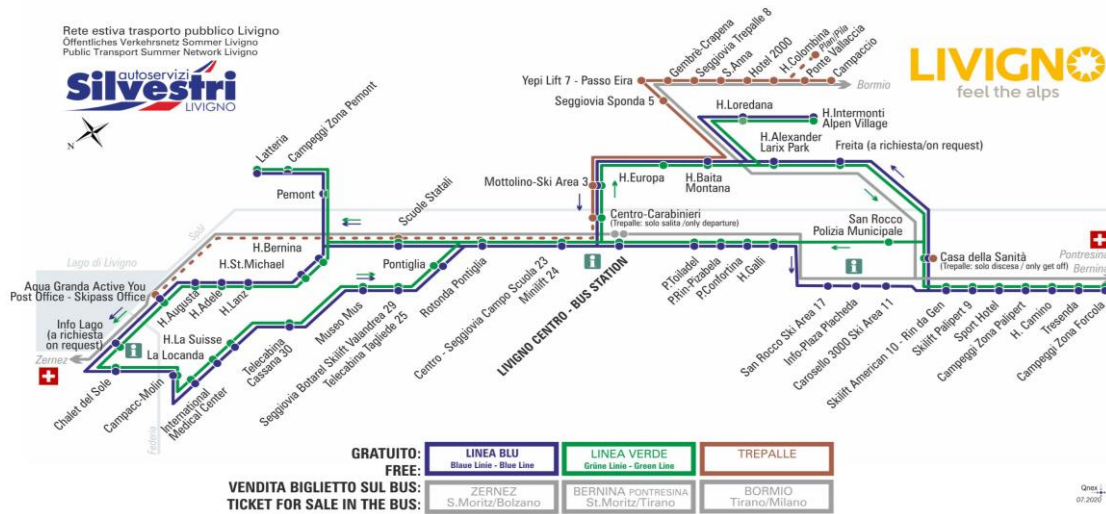 Rete estiva trasporto pubblico Livigno
Öffentliches Verkehrsnetz Sommer Livigno
Public Transport Summer Network Livigno
autoservizi
Silvestri
LIVIGNO
N
LIVIGNO
feel the alps
Yepi Lift 7 - Passo Eira
Seggiovia Sponda 5
Gembrè-Crapena
Seggiovia Trepalle 8
S.Anna
Hotel 2000
H.Colombina
Plan/Pila
Ponte Vallaccia
Campaccio
Bormio
H.Loredana
H.Intermonti
Alpen Village
H.Alexander
Larix Park
Freita (a richiesta/on request)
H.Europa
H.Baita
Montana
Mottolino-Ski Area 3
Centro-Carabinieri
(Trepalle: solo salita /only departure)
San Rocco
Polizia Municipale
Casa della Sanità
(Trepalle: solo discesa / only get off)
Pontresina
Bernina
Latteria
Campeggi Zona Pemont
Pemont
Scuole Statali
H.Bernina
H.St.Michael
Spöl
Lago di Livigno
Aqua Granda Active You
Post Office - Skipass Office
Info Lago
(a richiesta
on request)
Zernez
H.Augusta
H.Adele
H.Lanz
Pontiglia
i
Chalet del Sole
Federia
Campacc-Molin
La Locanda
H.La Suisse
International
Medical Center
Telecabina
Cassana 30
Museo Mus
Seggiovia Botarel Skilift Valandrea 29
Telecabina Tagliede 25
Rotonda Pontiglia
Centro - Seggiovia Campo Scuola 23
Minilift 24
i
LIVIGNO CENTRO - BUS STATION
P.Toiladel
P.Rin-Pizabela
P.Confortina
H.Galli
i
San Rocco Ski Area 17
Info-Plaza Placheda
Carosello 3000 Ski Area 11
Skilift American 10 - Rin da Gen
Skilift Palipert 9
Sport Hotel
Campeggi Zona Palipert
H. Camino
Tresenda
Campeggi Zona Forcola
GRATUITO:
FREE:
LINEA BLU
Blaue Linie - Blue Line
LINEA VERDE
Grüne Linie - Green Line
TREPALLE
VENDITA BIGLIETTO SUL BUS:
TICKET FOR SALE IN THE BUS:
ZERNEZ
S.Moritz/Bolzano
BERNINA PONTRESINA
St.Moritz/Tirano
BORMIO
Tirano/Milano
Qnex
07.2020